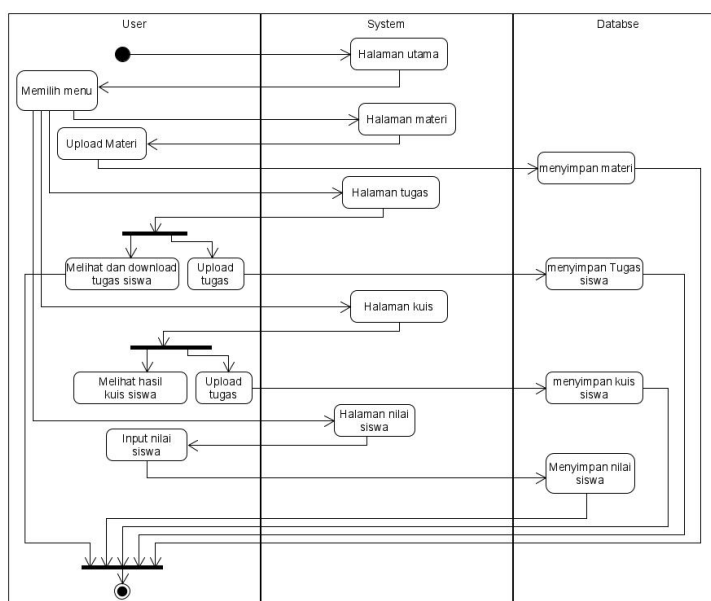 User
System
Databse
Halaman utama
Memilih menu
Halaman materi
Upload Materi
menyimpan materi
Halaman tugas
Melihat dan download
tugas siswa
Upload
tugas
menyimpan Tugas
siswa
Halaman kuis
Melihat hasil
kuis siswa
Upload
tugas
menyimpan kuis
siswa
Halaman nilai
siswa
Input nilai
siswa
Menyimpan nilai
siswa